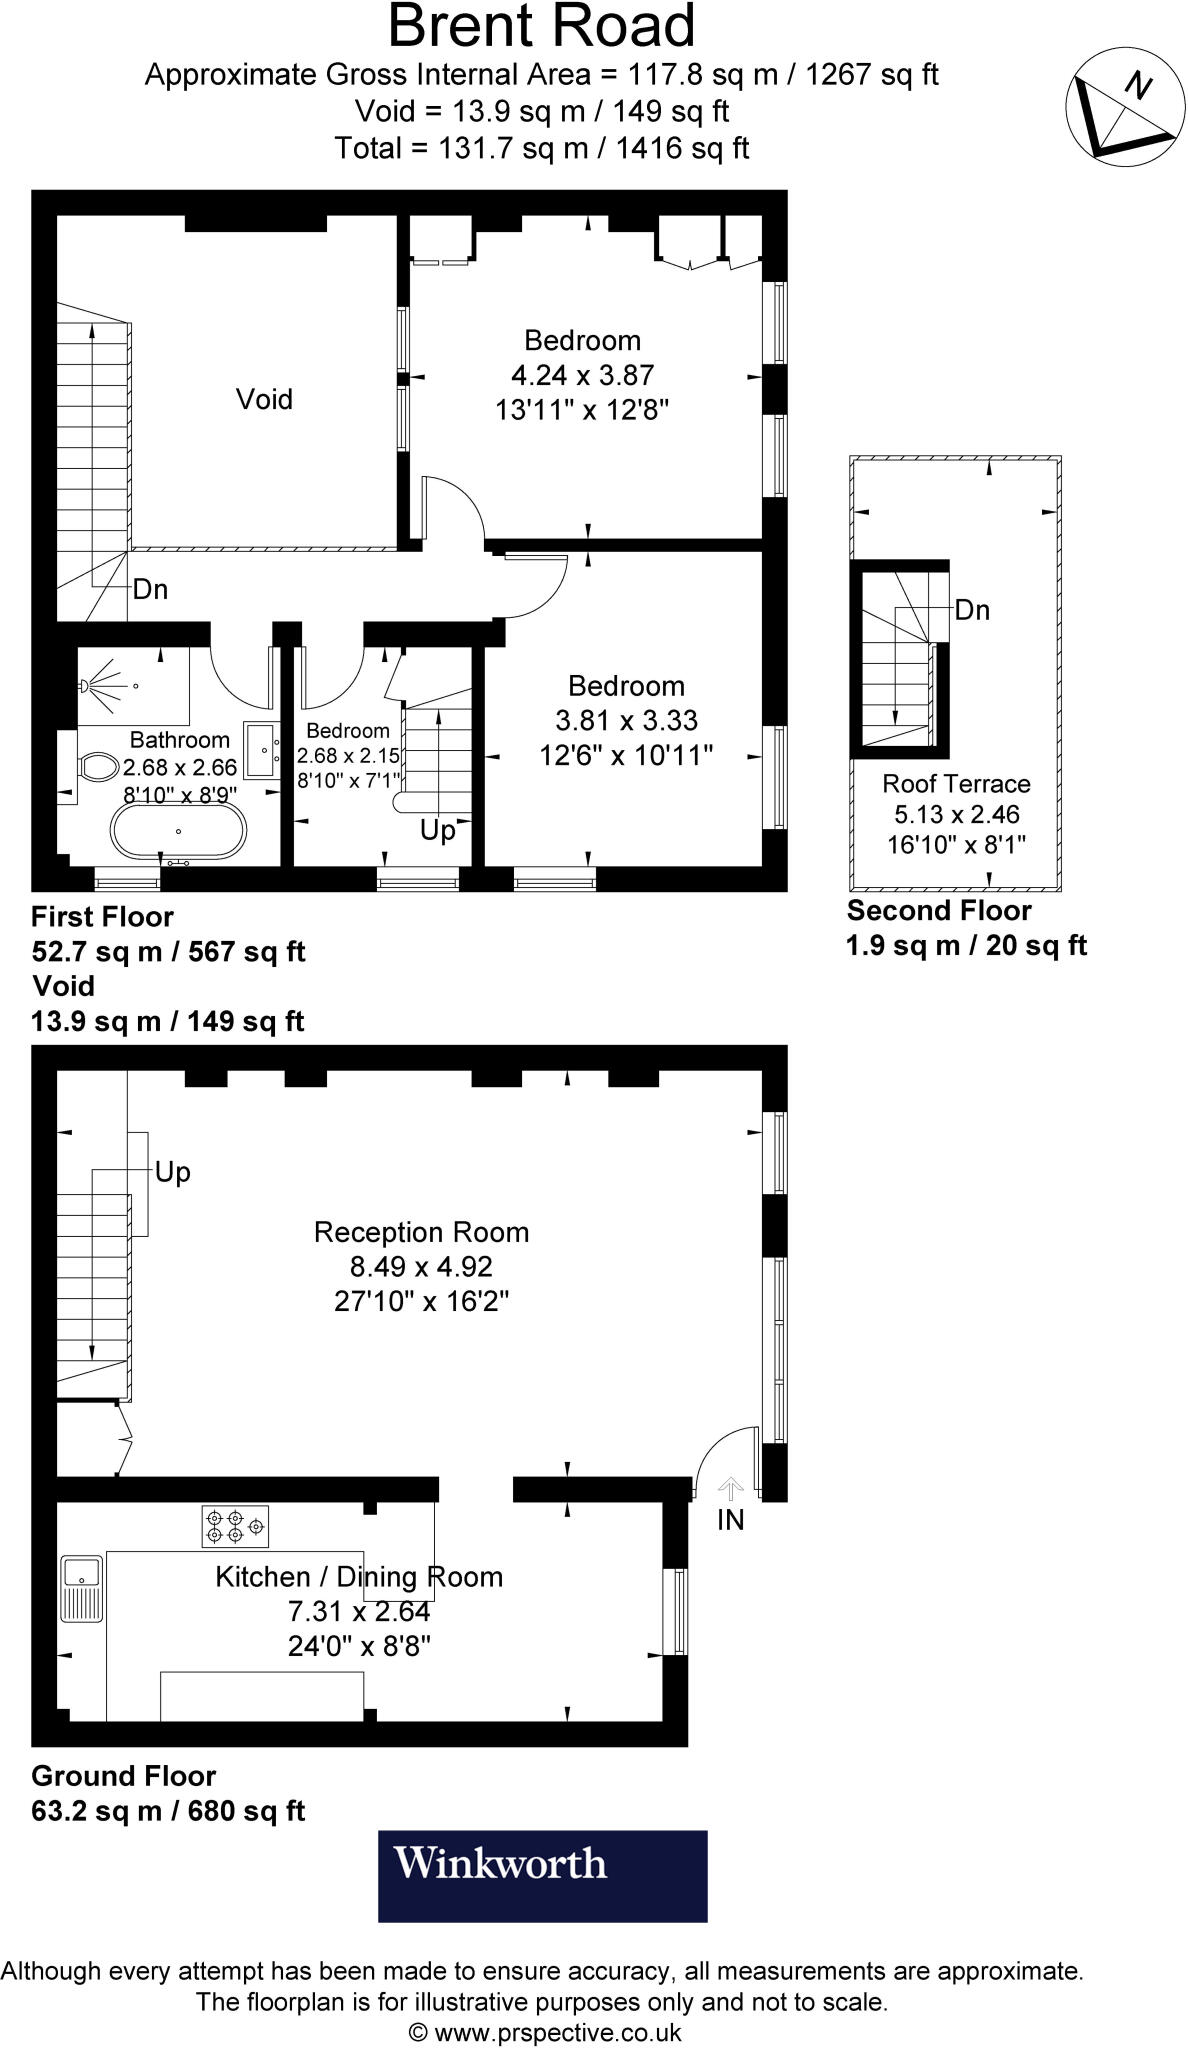 Brent Road
Approximate Gross Internal Area = 117.8 sq m / 1267 sq ft
Void = 13.9 sq m / 149 sq ft
Total = 131.7 sq m / 1416 sq ft
N
Void
Bedroom
4.24 x 3.87
13'11" x 12'8"
Dn
Bathroom
2.68 x 2.66
8'10" x 8'9"
Bedroom
2.68 x 2.15
8'10" x 7'1"
Up
Bedroom
3.81 x 3.33
12'6" x 10'11"
Dn
Roof Terrace
5.13 x 2.46
16'10" x 8'1"
First Floor
52.7 sq m / 567 sq ft
Void
13.9 sq m / 149 sq ft
Second Floor
1.9 sq m / 20 sq ft
Up
Reception Room
8.49 x 4.92
27'10" x 16'2"
IN
Kitchen / Dining Room
7.31 x 2.64
24'0" x 8'8"
Ground Floor
63.2 sq m / 680 sq ft
Winkworth
Although every attempt has been made to ensure accuracy, all measurements are approximate.
The floorplan is for illustrative purposes only and not to scale.
© www.prspective.co.uk